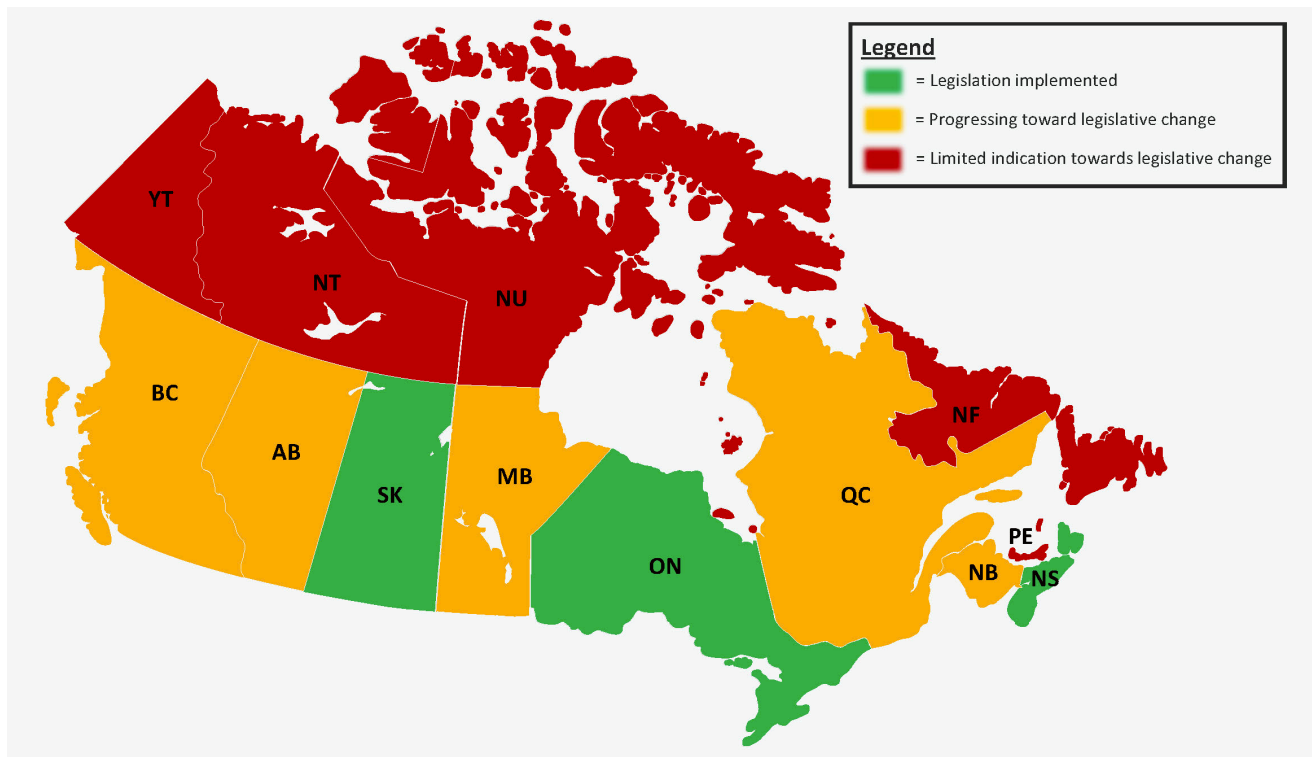 Legend
= Legislation implemented
= Progressing toward legislative change
= Limited indication towards legislative change
YT
NT
NU
BC
AB
SK
MB
ON
QC
NF
PE
NB
NS